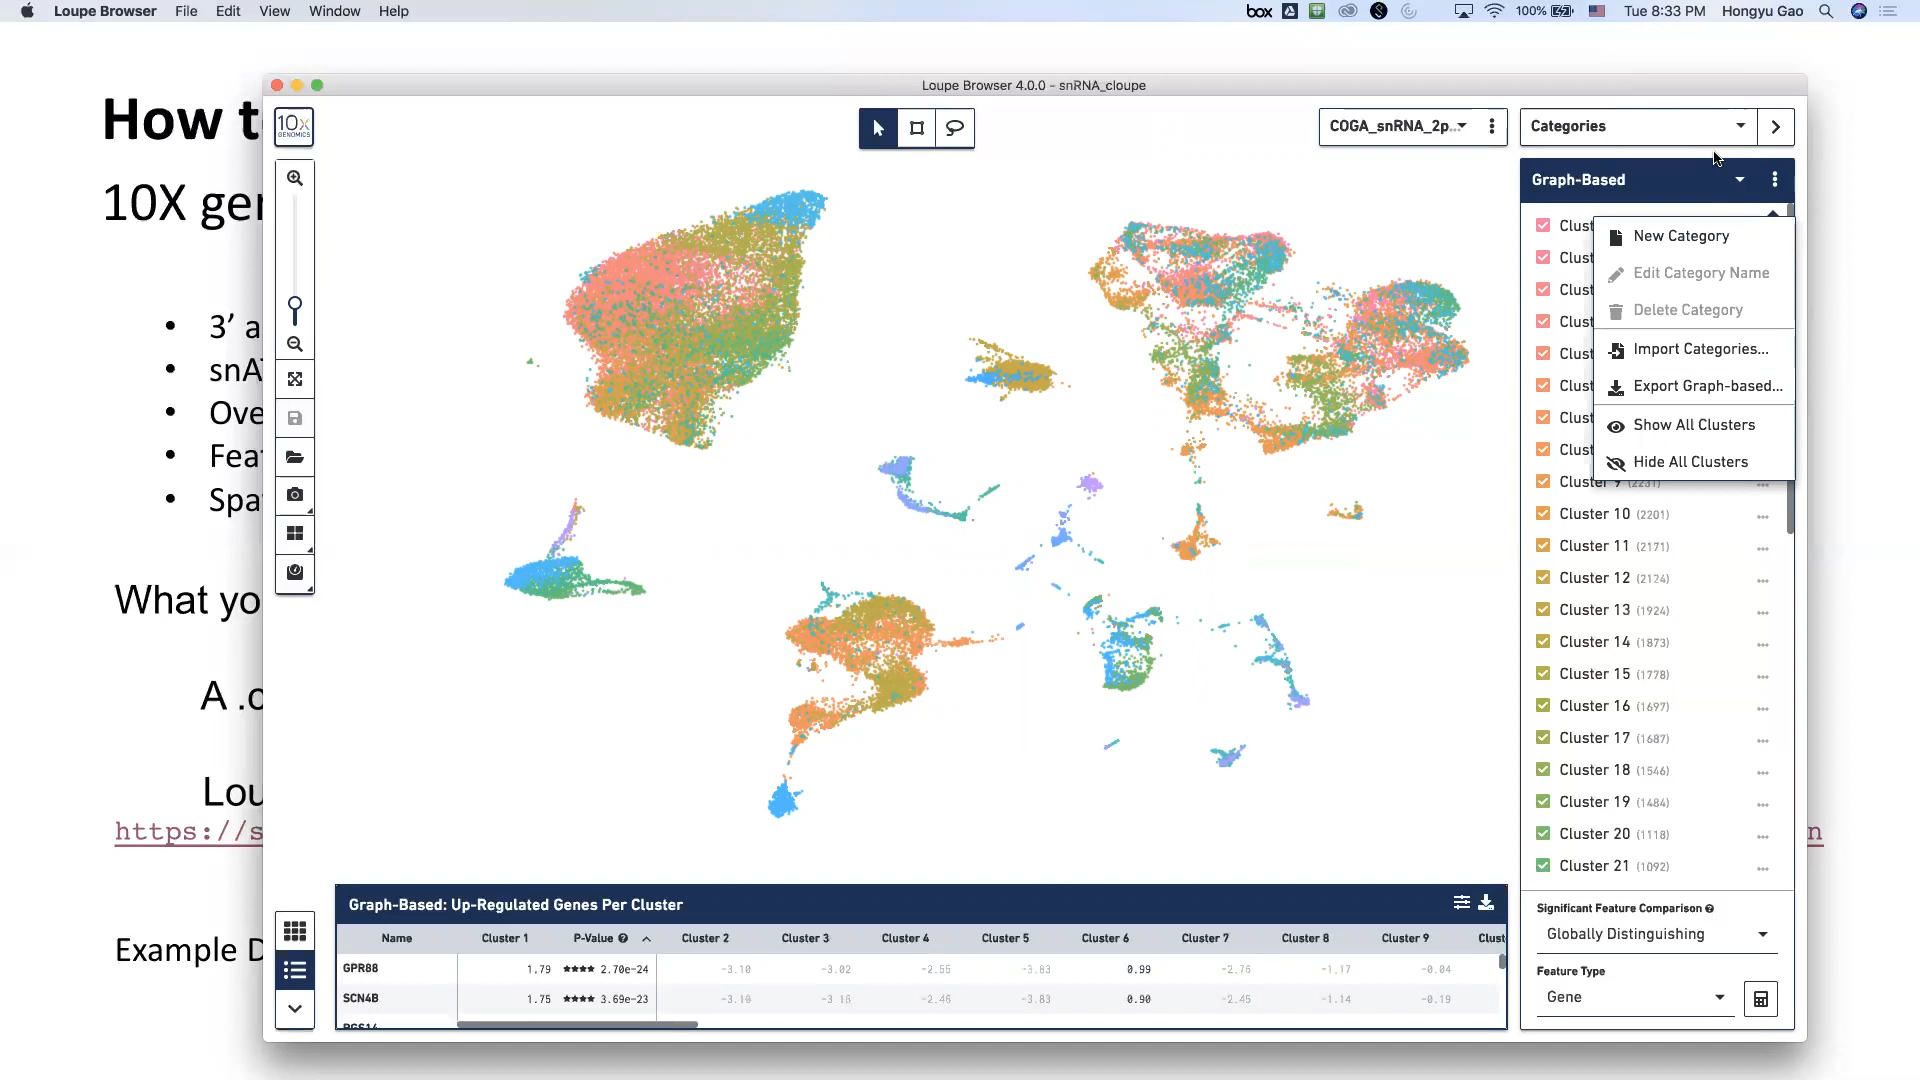 Loupe Browser File Edit View Window Help
box 100% Tue 8:33 PM Hongyu Gao
Loupe Browser 4.0.0 - snRNA_cloupe
How t
10X ge
3’ a
snA
Ove
Fea
Spa
What yo
A .c
Lou
https://s
n
Example D
10x
GENOMICS
COGA_snRNA_2p...
Categories
Graph-Based
Clust
Clust
Clust
Clust
Clust
Clust
Clust
Clust
Cluster 9 (2231)
New Category
Edit Category Name
Delete Category
Import Categories...
Export Graph-based...
Show All Clusters
Hide All Clusters
Cluster 10 (2201)
Cluster 11 (2171)
Cluster 12 (2124)
Cluster 13 (1924)
Cluster 14 (1873)
Cluster 15 (1778)
Cluster 16 (1697)
Cluster 17 (1687)
Cluster 18 (1546)
Cluster 19 (1484)
Cluster 20 (1118)
Cluster 21 (1092)
Significant Feature Comparison
Globally Distinguishing
Feature Type
Gene
Graph-Based: Up-Regulated Genes Per Cluster
Name Cluster 1 P-Value Cluster 2 Cluster 3 Cluster 4 Cluster 5 Cluster 6 Cluster 7 Cluster 8 Cluster 9 Clust
GPR88 1.79 ★★★★ 2.70e-24 -3.10 -3.02 -2.55 -3.83 0.99 -2.76 -1.17 -0.04
SCN4B 1.75 ★★★★ 3.69e-23 -3.10 -3.16 -2.46 -3.83 0.90 -2.45 -1.14 -0.19
RGS14